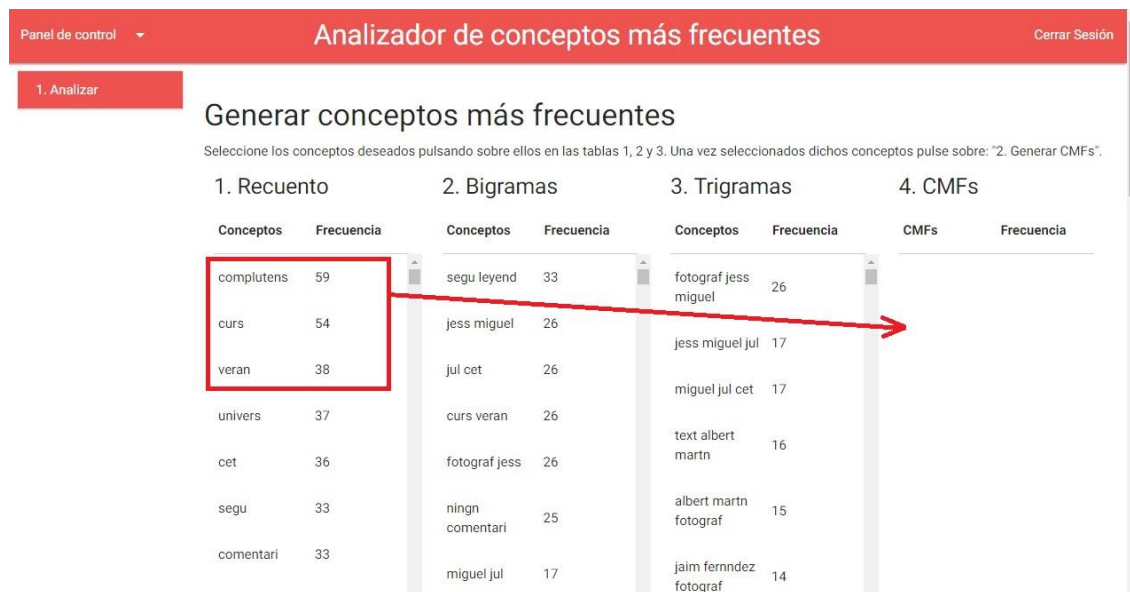 Panel de control
Analizador de conceptos más frecuentes
Cerrar Sesión
1. Analizar
Generar conceptos más frecuentes
Seleccione los conceptos deseados pulsando sobre ellos en las tablas 1, 2 y 3. Una vez seleccionados dichos conceptos pulse sobre: "2. Generar CMFs".
1. Recuento
Conceptos Frecuencia
complutens 59
curs 54
veran 38
univers 37
cet 36
segu 33
comentari 33
2. Bigramas
Conceptos Frecuencia
segu leyend 33
jess miguel 26
jul cet 26
curs veran 26
fotograf jess 26
ningn
comentari 25
miguel jul 17
3. Trigramas
Conceptos Frecuencia
fotograf jess
miguel 26
jess miguel jul 17
miguel jul cet 17
text albert
martn 16
albert martn
fotograf 15
jaim fernndez
fotograf 14
4. CMFs
CMFs Frecuencia